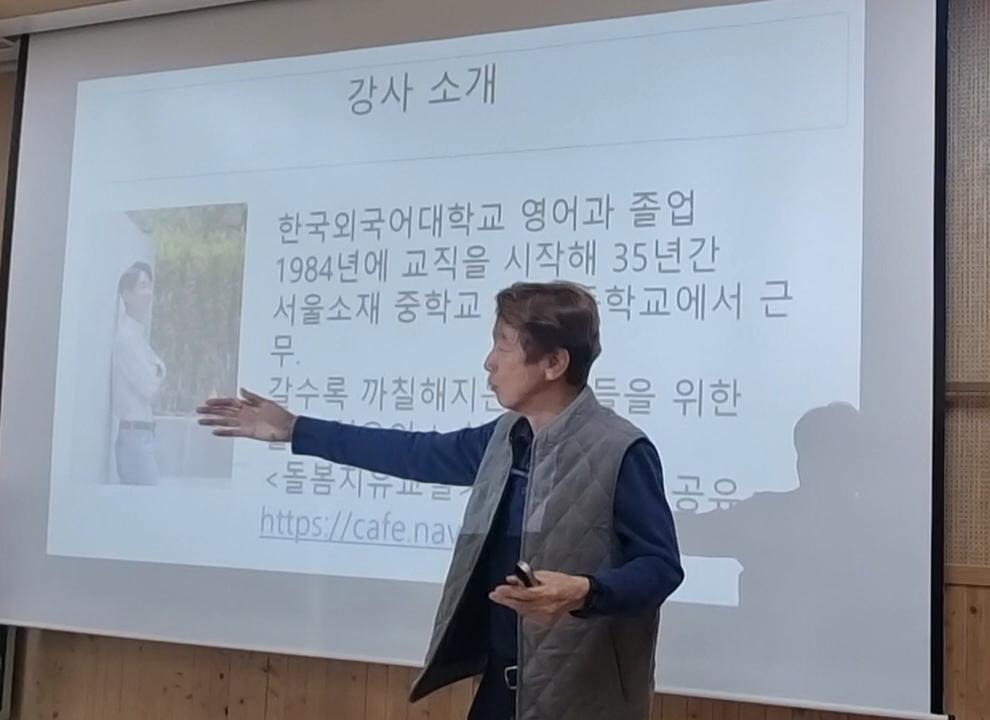 강사 소개
한국외국어대학교 영어과 졸업
1984년에 교직을 시작해 35년간
서울소재 중학교 등학교에서 근
무.
갈수록 까칠해지는 들을 위한
<돌봄치유교실 공유
https://cafe.nav